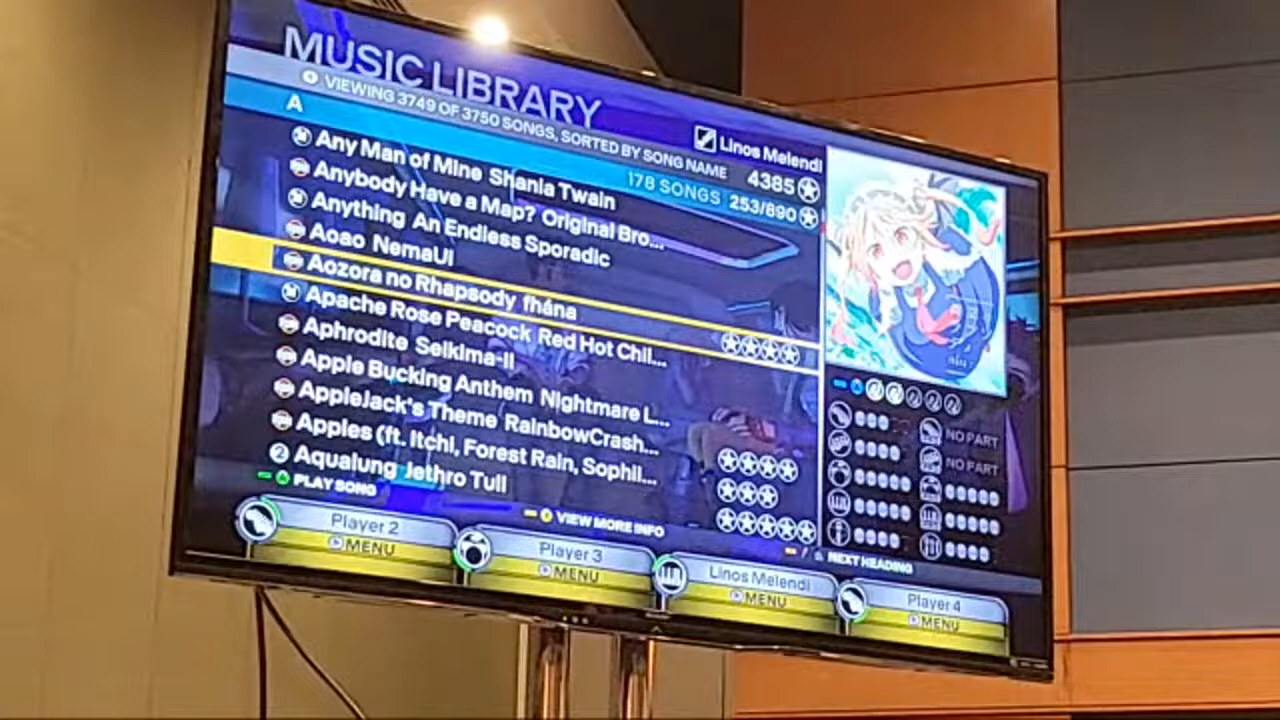 MUSIC LIBRARY
VIEWING 3749 OF 3750 SONGS, SORTED BY SONG NAME
Linos Melendi
4385
A
178 SONGS 253/890
Any Man of Mine Shania Twain
Anybody Have a Map? Original Bro...
Anything An Endless Sporadic
Aoao NemaUl
Aozora no Rhapsody fhána
Apache Rose Peacock Red Hot Chil...
Aphrodite Selkima-II
Apple Bucking Anthem Nightmare L...
AppleJack's Theme RainbowCrash...
Apples (ft. Itchi, Forest Rain, Sophii...
2 Aqualung Jethro Tull
NO PART
NO PART
A PLAY SONG
VIEW MORE INFO
NEXT HEADING
Player 2
MENU
Player 3
MENU
Linos Melendi
MENU
Player 4
MENU